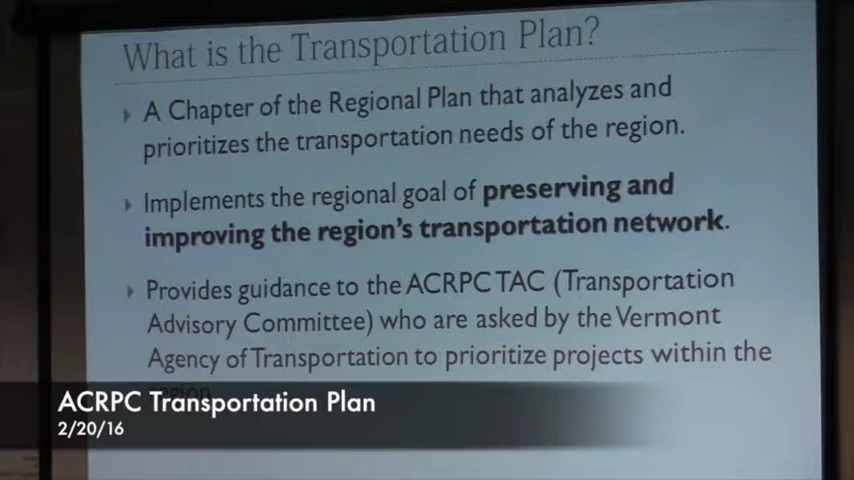 What is the Transportation Plan?
A Chapter of the Regional Plan that analyzes and
prioritizes the transportation needs of the region.
Implements the regional goal of preserving and
improving the region's transportation network.
Provides guidance to the ACRPC TAC (Transportation
Advisory Committee) who are asked by the Vermont
Agency of Transportation to prioritize projects within the
region.
ACRPC Transportation Plan
2/20/16